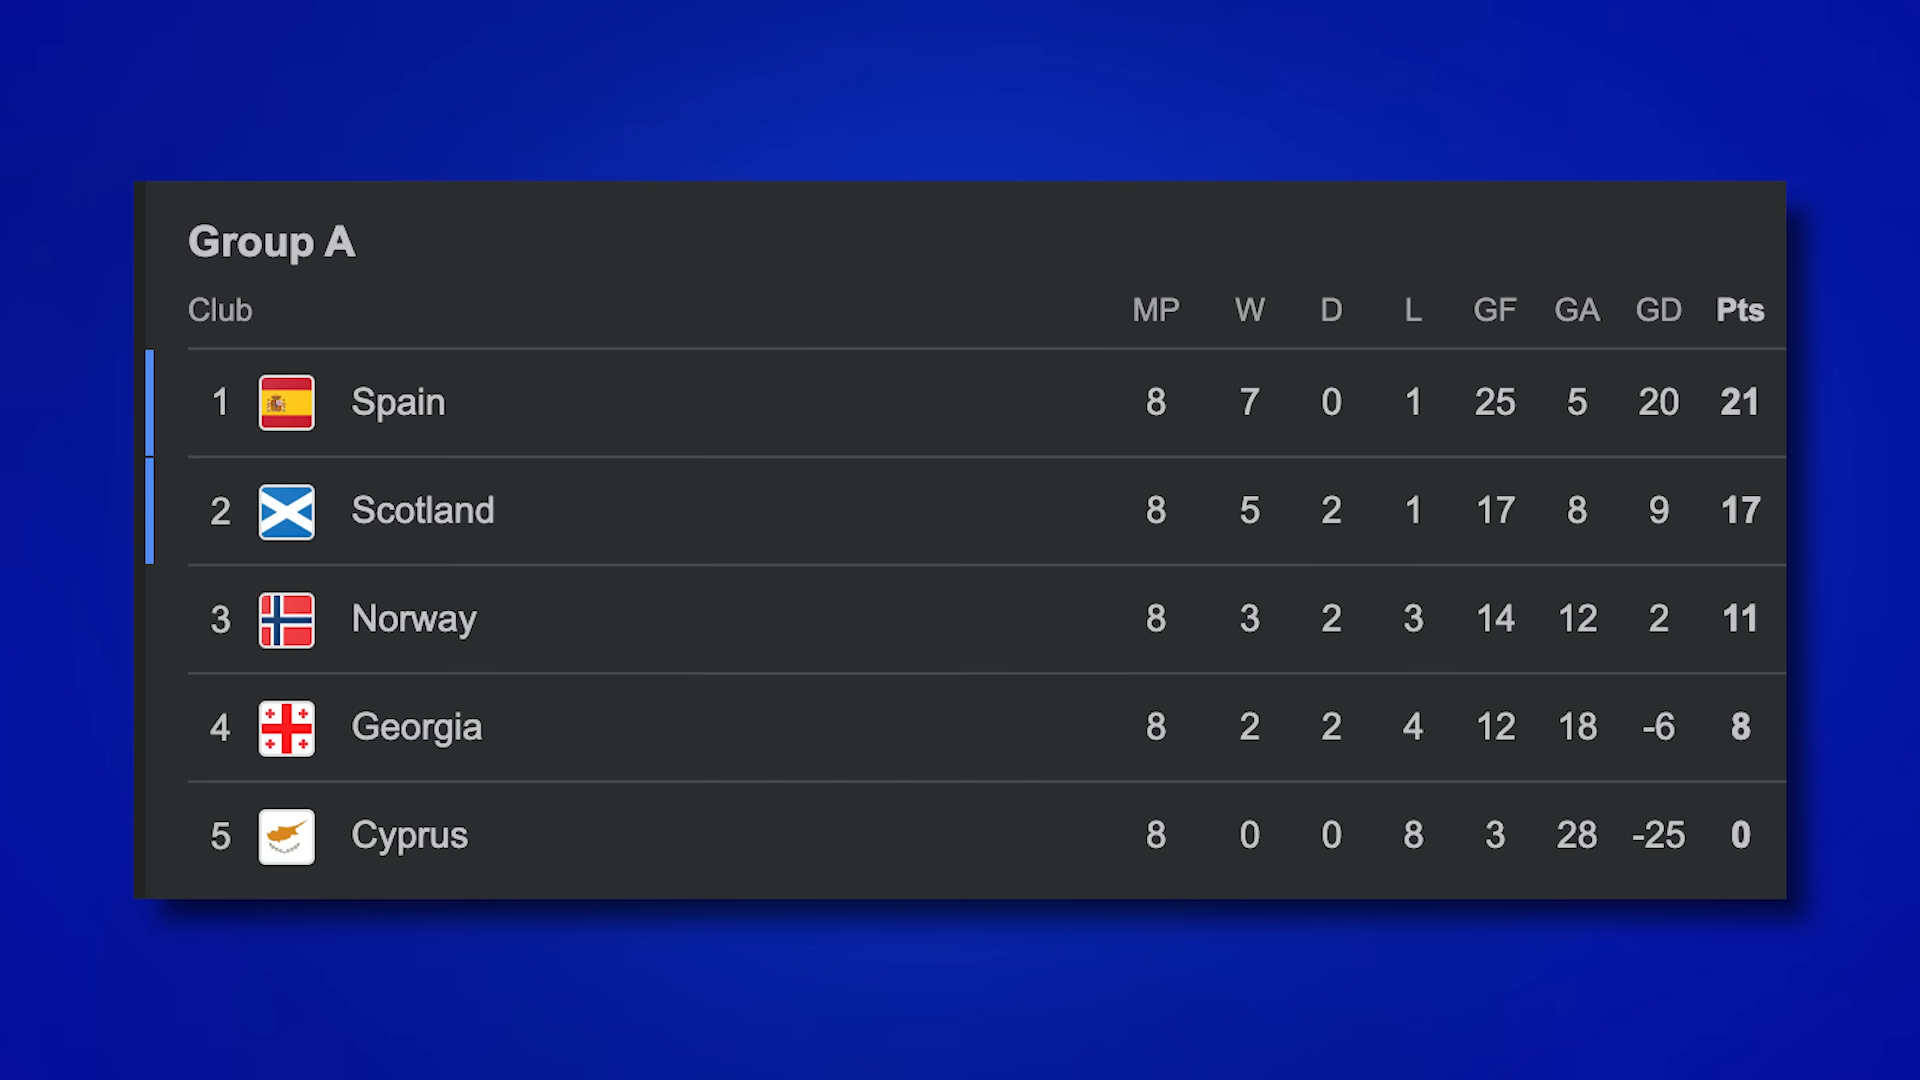 Group A
Club MP W D L GF GA GD Pts
1 Spain 8 7 0 1 25 5 20 21
2 Scotland 8 5 2 1 17 8 9 17
3 Norway 8 3 2 3 14 12 2 11
4 Georgia 8 2 2 4 12 18 -6 8
5 Cyprus 8 0 0 8 3 28 -25 0